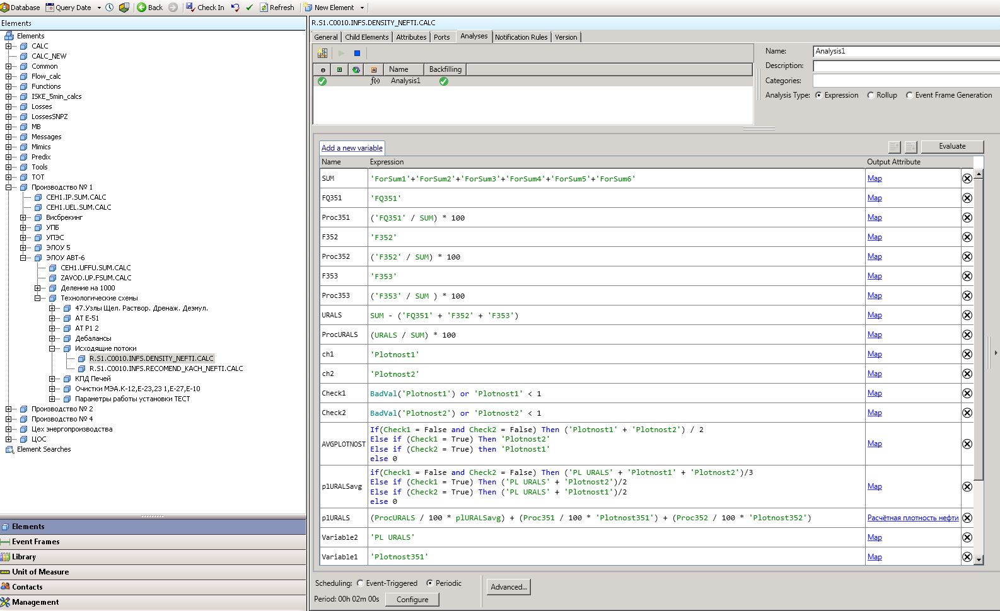 Database Query Date Back Check In Refresh New Element
Elements
Elements
CALC
CALC_NEW
Common
Flow_calc
Functions
ISKE_5min_calcs
Losses
LossesSNPZ
MB
Messages
Mimics
Predix
Tools
TOT
Производство № 1
CEH1.IP.SUM.CALC
CEH1.UEL.SUM.CALC
Висбрекинг
УПБ
УПЭС
ЭЛОУ 5
ЭЛОУ АВТ-6
CEH1.UFFU.SUM.CALC
ZAVOD.UP.FSUM.CALC
Деление на 1000
Технологические схемы
47.Узлы Щел. Раствор. Дренаж. Деэмул.
АТ Е-51
АТ Р1 2
Дебалансы
Исходящие потоки
R.S1.C0010.INFS.DENSITY_NEFTI.CALC
R.S1.C0010.INFS.RECOMEND_KACH_NEFTI.CALC
КПД Печей
Очистки МЭА.К-12,Е-23,23 1,Е-27,Е-10
Параметры работы установки ТЕСТ
Производство № 2
Производство № 4
Цех энергопроизводства
ЦОС
Element Searches
Elements
Event Frames
Library
Unit of Measure
Contacts
Management
R.S1.C0010.INFS.DENSITY_NEFTI.CALC
General Child Elements Attributes Ports Analyses Notification Rules Version
Name Backfilling
f(x) Analysis1
Name: Analysis1
Description:
Categories:
Analysis Type: Expression Rollup Event Frame Generation
Add a new variable Evaluate
Name Expression Output Attribute
SUM 'ForSum1'+'ForSum2'+'ForSum3'+'ForSum4'+'ForSum5'+'ForSum6' Map
FQ351 'FQ351' Map
Proc351 ('FQ351' / SUM) * 100 Map
F352 'F352' Map
Proc352 ('F352' / SUM) * 100 Map
F353 'F353' Map
Proc353 ('F353' / SUM ) * 100 Map
URALS SUM - ('FQ351' + 'F352' + 'F353') Map
ProcURALS (URALS / SUM) * 100 Map
ch1 'Plotnost1' Map
ch2 'Plotnost2' Map
Check1 BadVal('Plotnost1') or 'Plotnost1' < 1 Map
Check2 BadVal('Plotnost2') or 'Plotnost2' < 1 Map
AVGPLOTNOST If(Check1 = False and Check2 = False) Then ('Plotnost1' + 'Plotnost2') / 2 Map
Else if (Check1 = True) Then 'Plotnost2'
Else if (Check2 = True) then 'Plotnost1'
else 0
plURALSavg if(Check1 = False and Check2 = False) Then ('PL URALS' + 'Plotnost1' + 'Plotnost2')/3 Map
Else if (Check1 = True) Then ('PL URALS' + 'Plotnost2')/2
Else if (Check2 = True) Then ('PL URALS' + 'Plotnost1')/2
else 0
plURALS (ProcURALS / 100 * plURALSavg) + (Proc351 / 100 * 'Plotnost351') + (Proc352 / 100 * 'Plotnost352') Расчётная плотность нефти
Variable2 'PL URALS' Map
Variable1 'Plotnost351' Map
Scheduling: Event-Triggered Periodic Advanced...
Period: 00h 02m 00s Configure